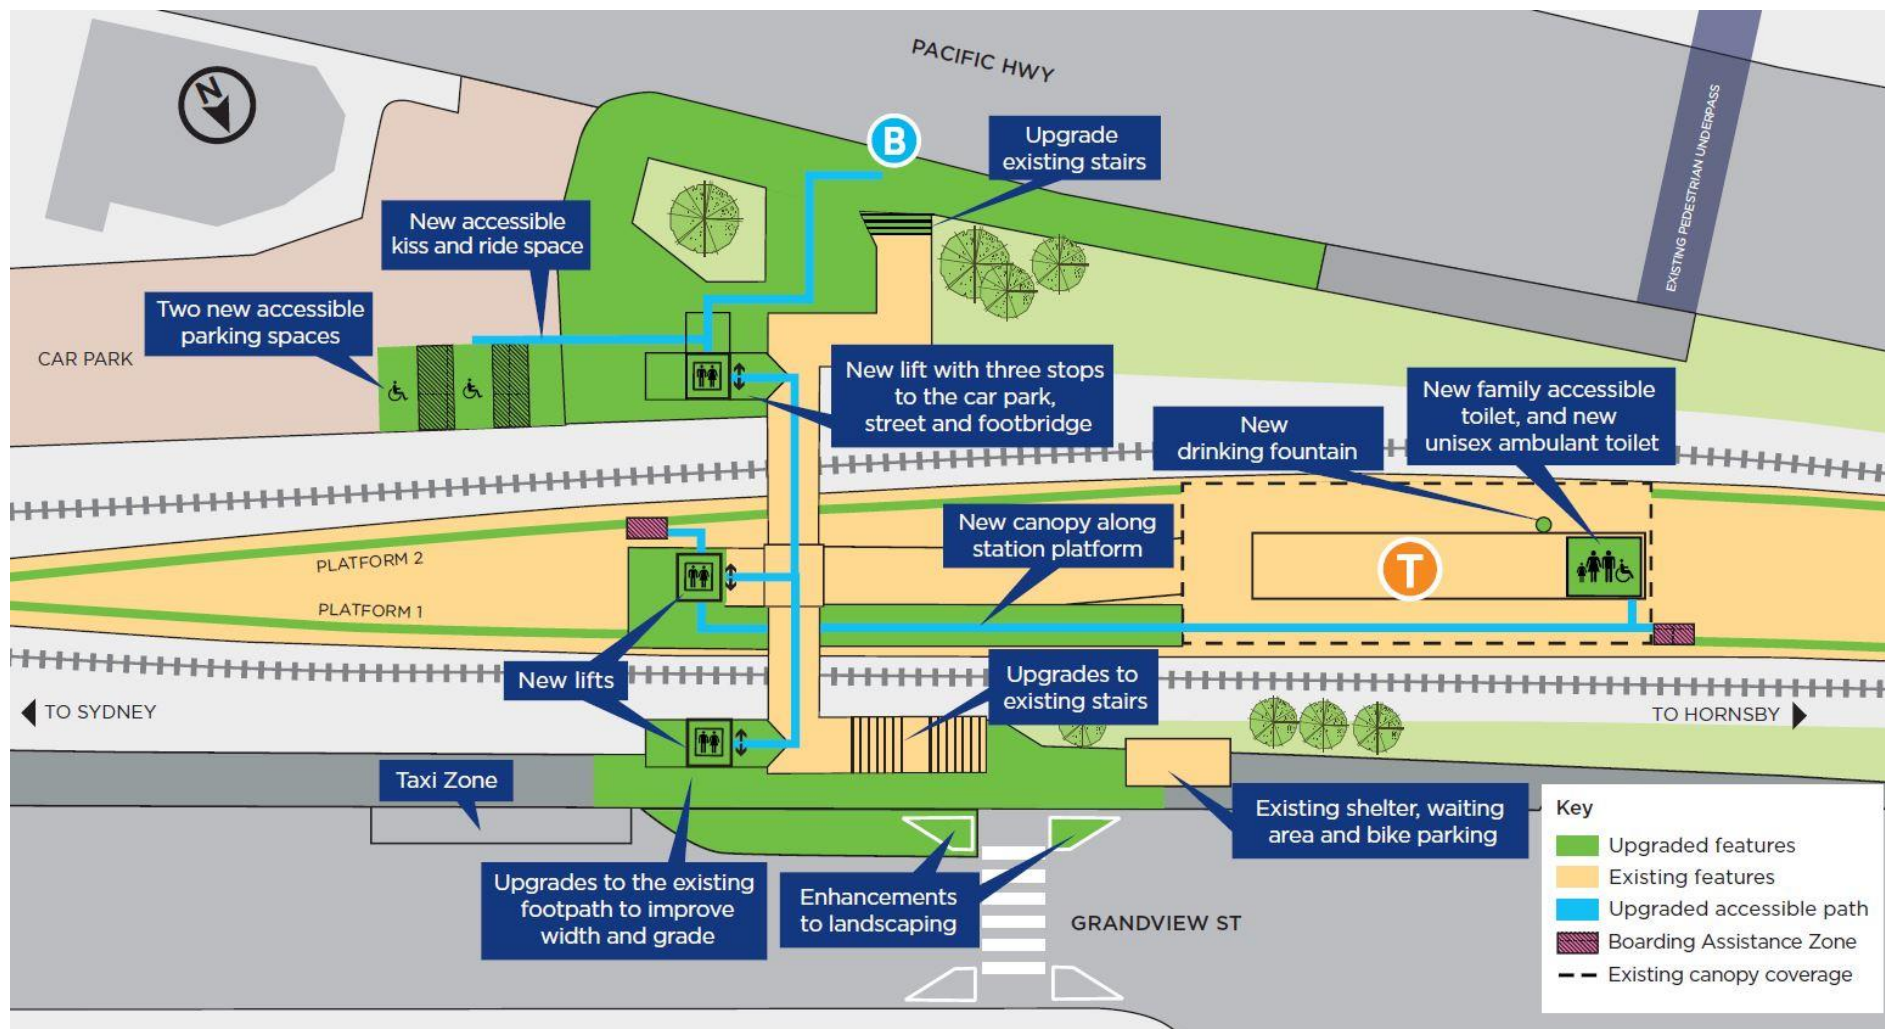 PACIFIC HWY
N
B
Upgrade
existing stairs
EXISTING PEDESTRIAN UNDERPASS
New accessible
kiss and ride space
Two new accessible
parking spaces
CAR PARK
New lift with three stops
to the car park,
street and footbridge
New
drinking fountain
New family accessible
toilet, and new
unisex ambulant toilet
New canopy along
station platform
T
PLATFORM 2
PLATFORM 1
New lifts
Upgrades to
existing stairs
TO SYDNEY
TO HORNSBY
Taxi Zone
Existing shelter, waiting
area and bike parking
Upgrades to the existing
footpath to improve
width and grade
Enhancements
to landscaping
GRANDVIEW ST
Key
Upgraded features
Existing features
Upgraded accessible path
Boarding Assistance Zone
Existing canopy coverage